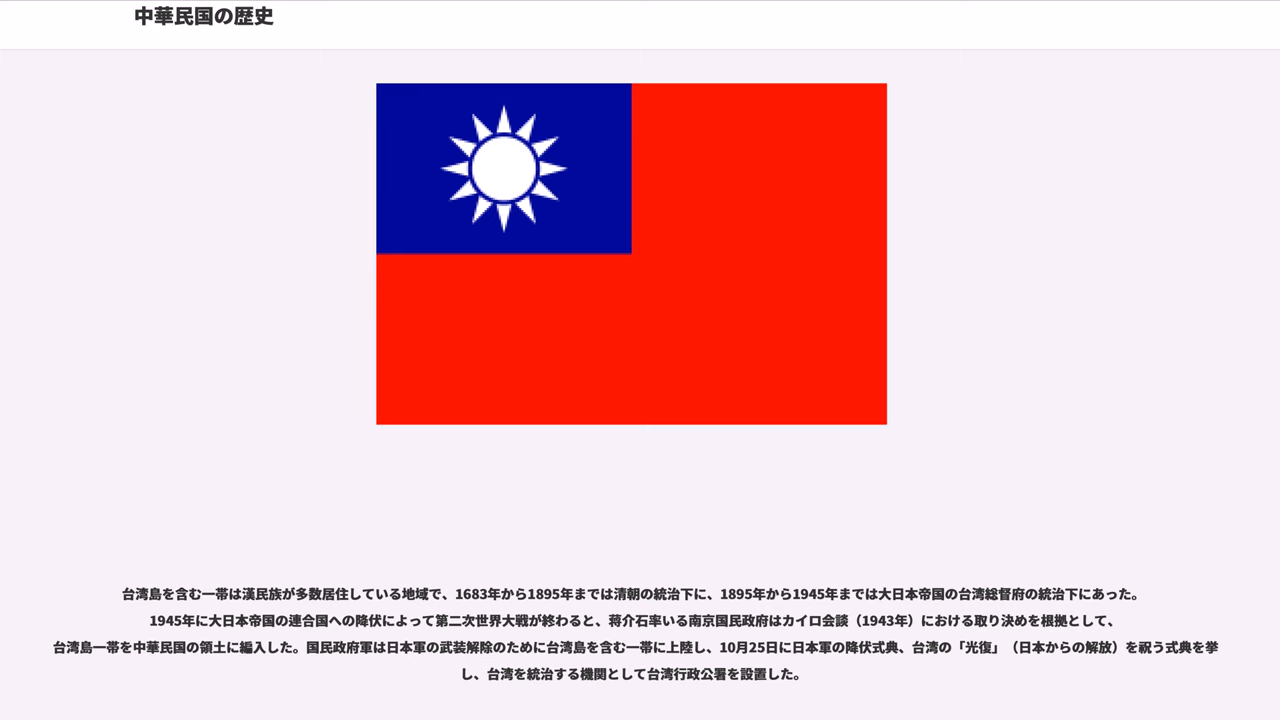 中華民国の歴史
台湾島を含む一帯は漢民族が多数居住している地域で、1683年から1895年までは清朝の統治下に、1895年から1945年までは大日本帝国の台湾総督府の統治下にあった。
1945年に大日本帝国の連合国への降伏によって第二次世界大戦が終わると、蒋介石率いる南京国民政府はカイロ会談（1943年）における取り決めを根拠として、
台湾島一帯を中華民国の領土に編入した。国民政府軍は日本軍の武装解除のために台湾島を含む一帯に上陸し、10月25日に日本軍の降伏式典、台湾の「光復」（日本からの解放）を祝う式典を挙
し、台湾を統治する機関として台湾行政公署を設置した。